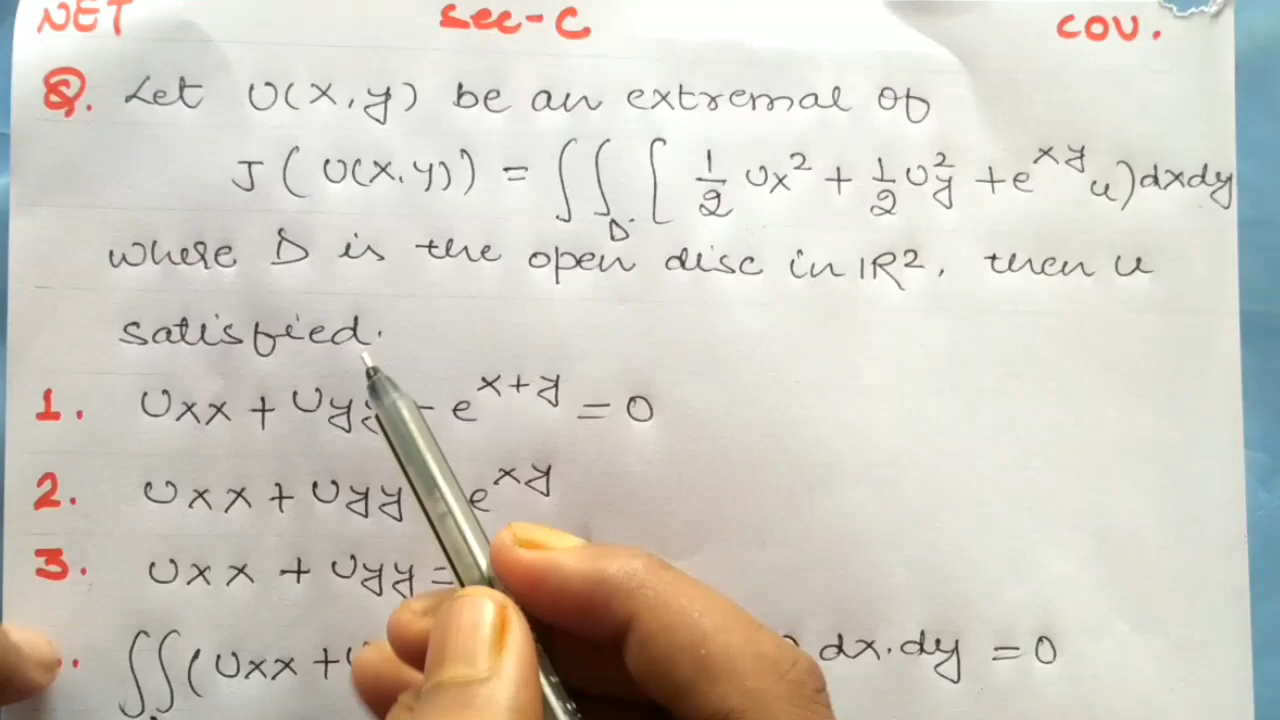 NET sec-C COV.
Q. Let U(x,y) be an extremal of
J(U(x.y)) = ∬_D [ 1/2 Ux² + 1/2 U²y + e^xy u) dxdy
where D is the open disc in IR². then u
satisfied.
1. Uxx + Uyy - e^x+y = 0
2. Uxx + Uyy e^xy
3. Uxx + Uyy =
∬(Uxx + dx.dy = 0